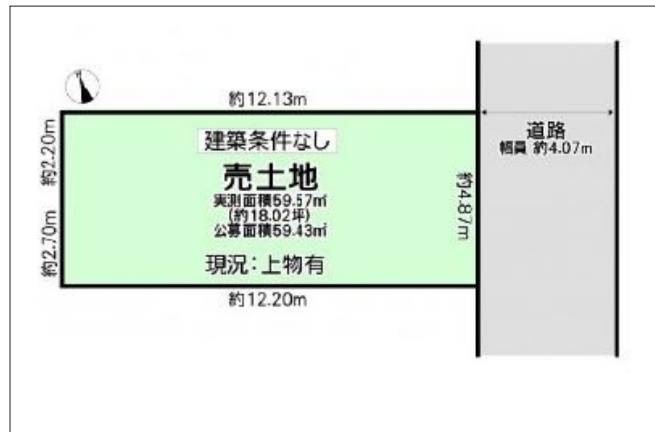 約12.13m
約2.20m
約2.70m
建築条件なし
売土地
実測面積59.57㎡
(約18.02坪)
公募面積59.43㎡
現況：上物有
約4.87m
約12.20m
道路
幅員 約4.07m